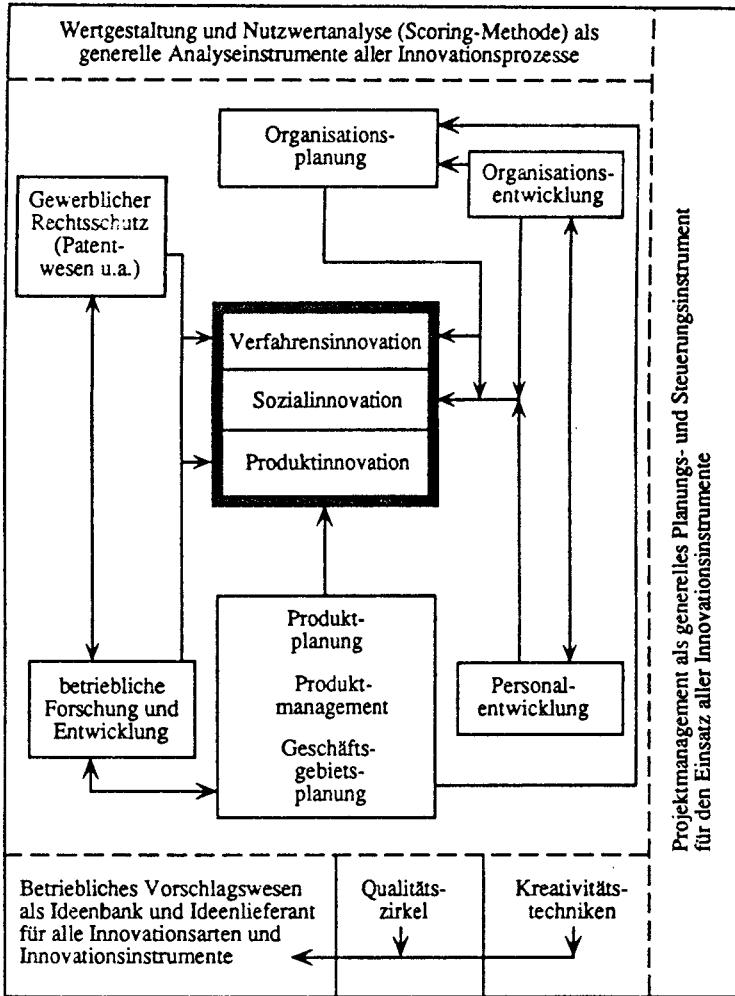 Wertgestaltung und Nutzwertanalyse (Scoring-Methode) als
generelle Analyseinstrumente aller Innovationsprozesse
Organisations-
planung
Organisations-
entwicklung
Gewerblicher
Rechtsschutz
(Patent-
wesen u.a.)
Verfahrensinnovation
Sozialinnovation
Produktinnovation
Produkt-
planung
Produkt-
management
Geschäfts-
gebiets-
planung
betriebliche
Forschung und
Entwicklung
Personal-
entwicklung
Betriebliches Vorschlagswesen
als Ideenbank und Ideenlieferant
für alle Innovationsarten und
Innovationsinstrumente
Qualitäts-
zirkel
Kreativitäts-
techniken
Projektmanagement als generelles Planungs- und Steuerungsinstrument
für den Einsatz aller Innovationsinstrumente